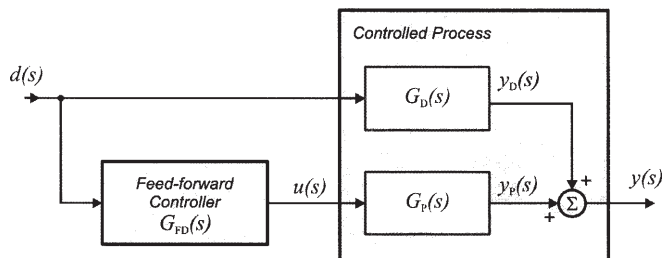 Controlled Process
d(s)
G_D(s)
y_D(s)
Feed-forward
Controller
G_FD(s)
u(s)
G_P(s)
y_P(s)
+
+
Σ
y(s)